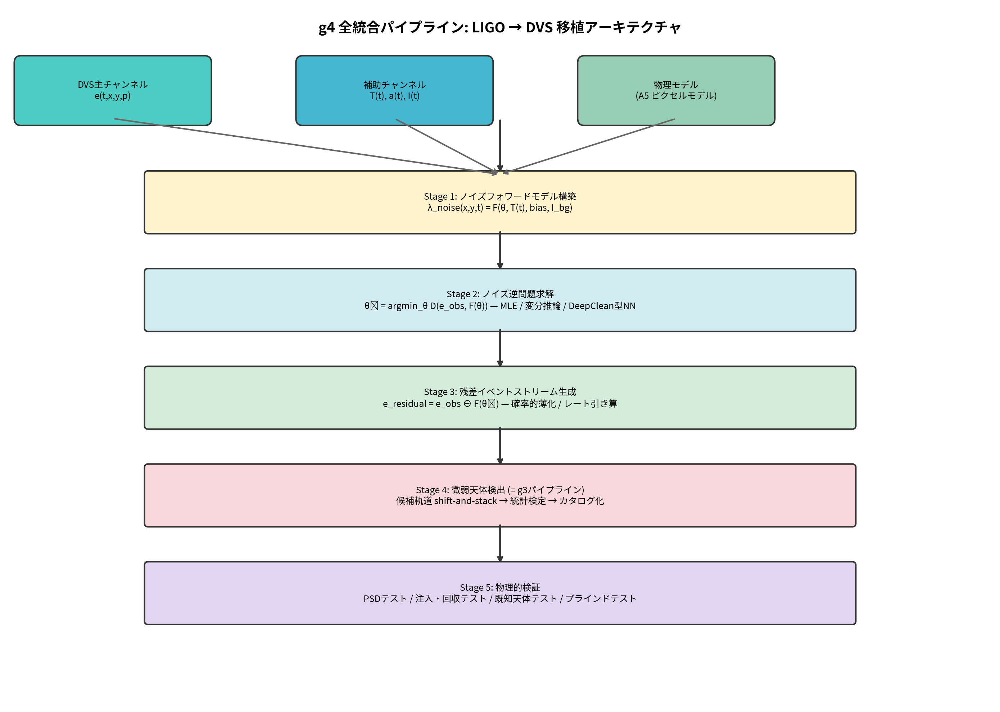 g4 全統合パイプライン: LIGO → DVS 移植アーキテクチャ
DVS主チャンネル
e(t,x,y,p)
補助チャンネル
T(t), a(t), I(t)
物理モデル
(A5 ピクセルモデル)
Stage 1: ノイズフォワードモデル構築
λ_noise(x,y,t) = F(θ, T(t), bias, I_bg)
Stage 2: ノイズ逆問題求解
θ = argmin_θ D(e_obs, F(θ)) — MLE / 変分推論 / DeepClean型NN
Stage 3: 残差イベントストリーム生成
e_residual = e_obs ⊖ F(θ) — 確率的薄化 / レート引き算
Stage 4: 微弱天体検出 (= g3パイプライン)
候補軌道 shift-and-stack → 統計検定 → カタログ化
Stage 5: 物理的検証
PSDテスト / 注入・回収テスト / 既知天体テスト / ブラインドテスト